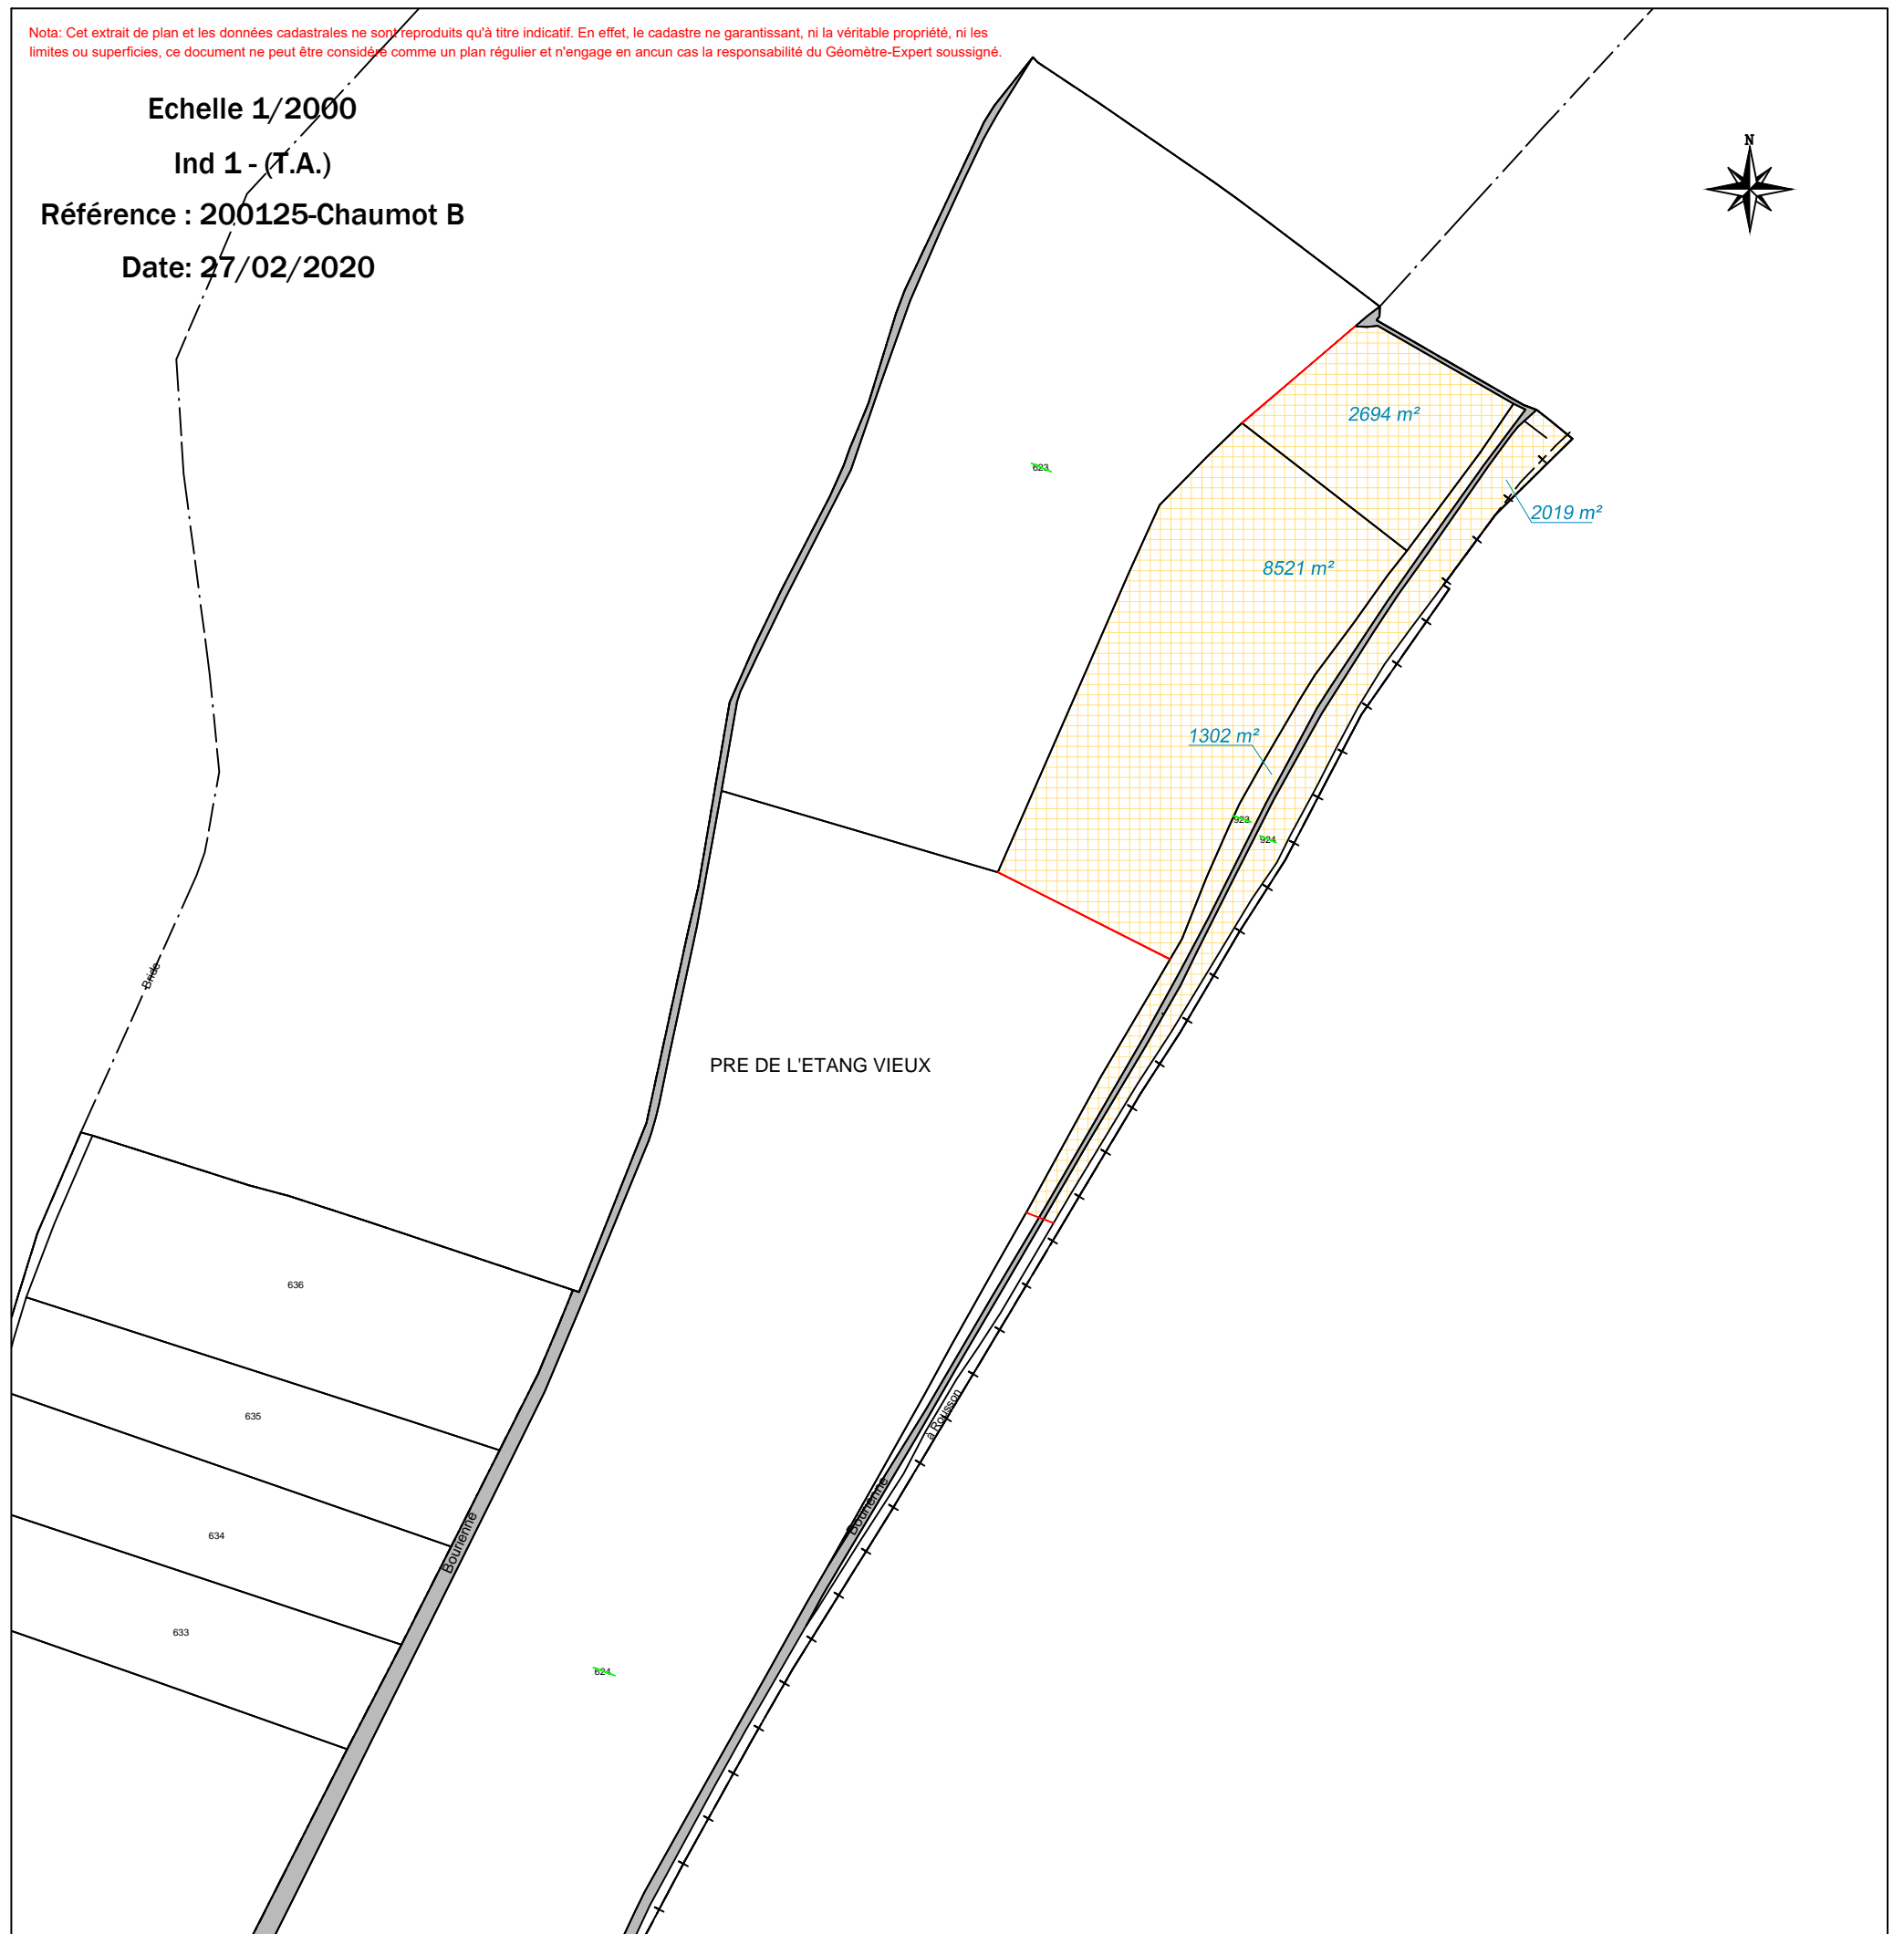 Nota: Cet extrait de plan et les données cadastrales ne sont reproduits qu'à titre indicatif. En effet, le cadastre ne garantissant, ni la véritable propriété, ni les
limites ou superficies, ce document ne peut être considéré comme un plan régulier et n'engage en ancun cas la responsabilité du Géomètre-Expert soussigné.
Echelle 1/2000
Ind 1 - (T.A.)
Référence : 200125-Chaumot B
Date: 27/02/2020
N
2694 m²
623
2019 m²
8521 m²
1302 m²
923
924
Bride
PRE DE L'ETANG VIEUX
636
635
à Rousson
Bourienne
634
Bourienne
633
624